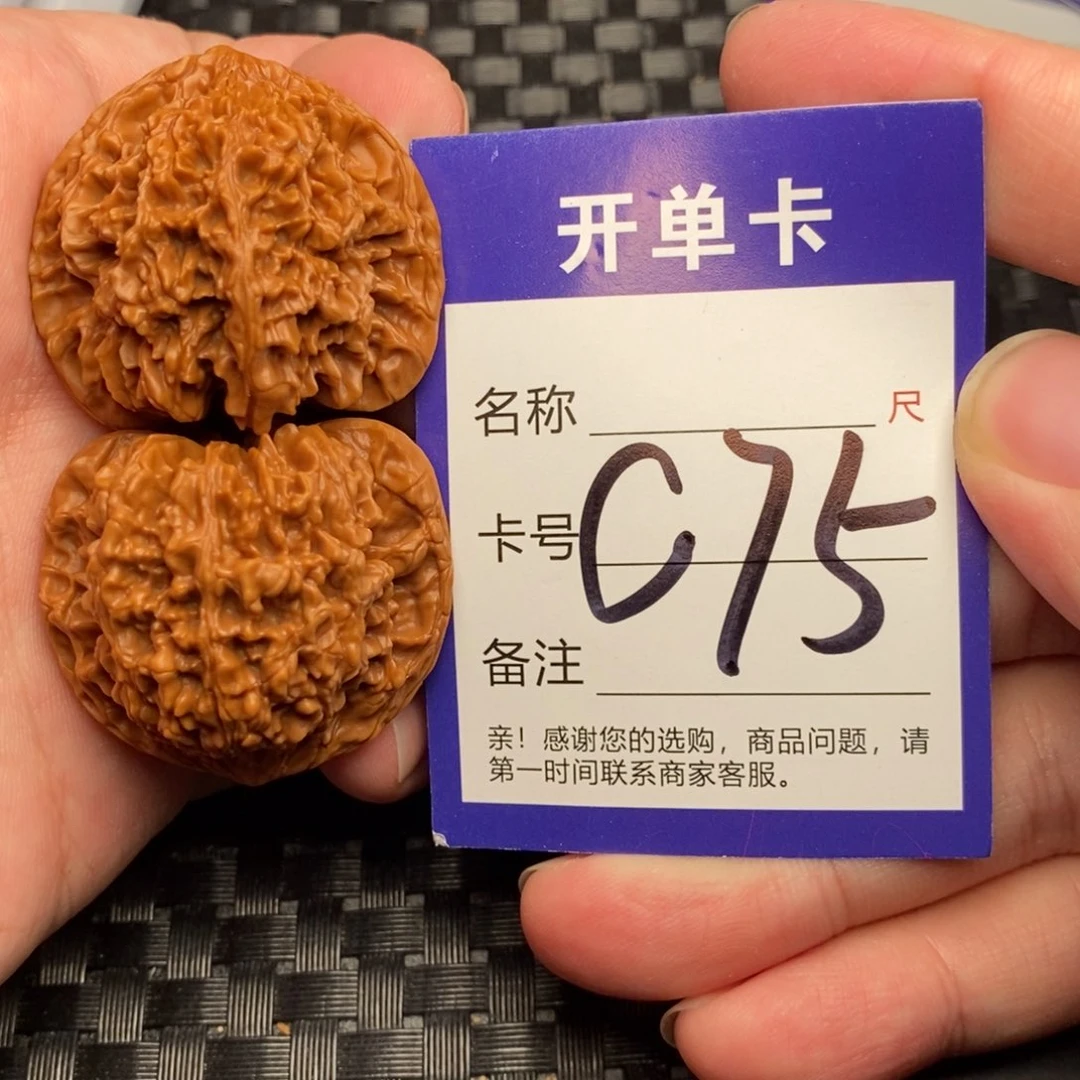 开单卡
名称 尺
卡号 C75
备注
亲！感谢您的选购，商品问题，请
第一时间联系商家客服。